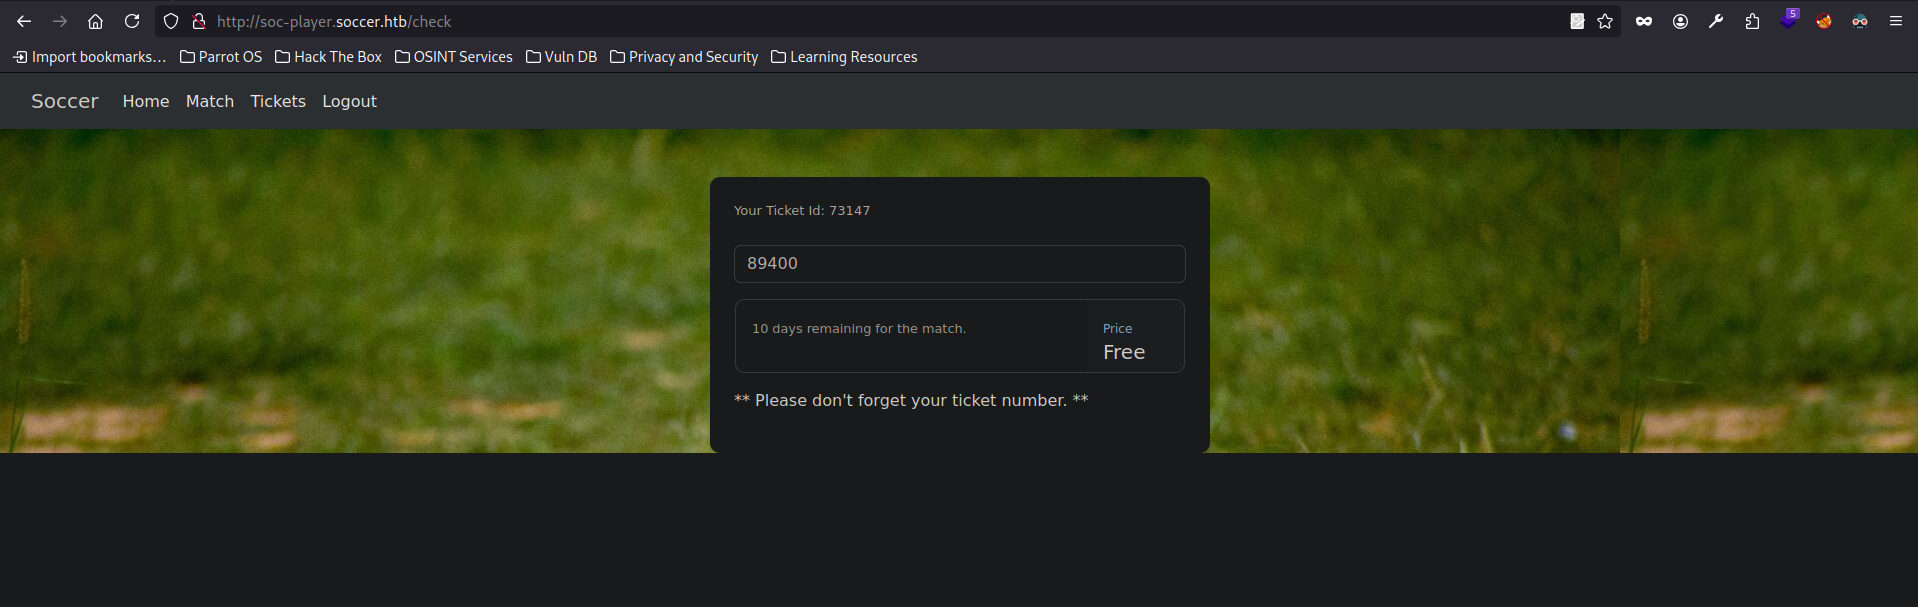 http://soc-player.soccer.htb/check
5
Import bookmarks... Parrot OS Hack The Box OSINT Services Vuln DB Privacy and Security Learning Resources
Soccer Home Match Tickets Logout
Your Ticket Id: 73147
89400
10 days remaining for the match.
Price
Free
** Please don't forget your ticket number. **